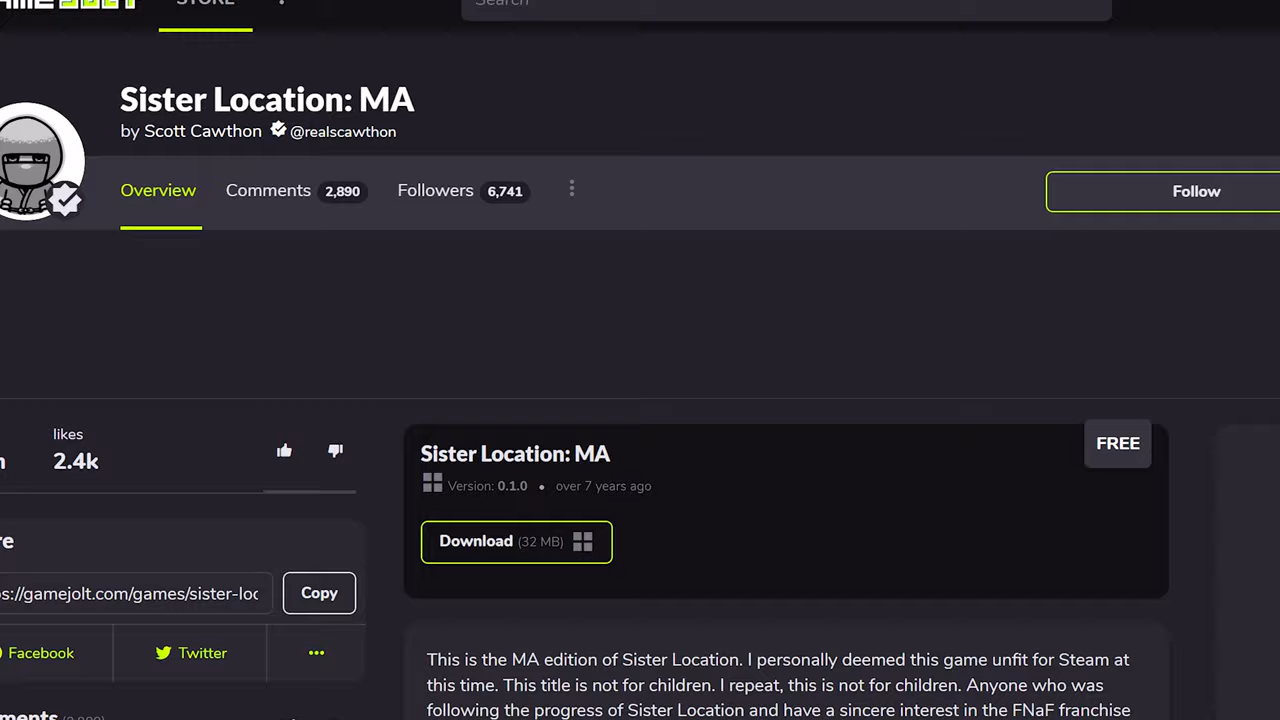 STORE
Search
Sister Location: MA
by Scott Cawthon @realscawthon
Overview Comments 2,890 Followers 6,741
Follow
likes
2.4k
Sister Location: MA
FREE
Version: 0.1.0 • over 7 years ago
Download (32 MB)
s://gamejolt.com/games/sister-loc
Copy
Facebook Twitter
This is the MA edition of Sister Location. I personally deemed this game unfit for Steam at
this time. This title is not for children. I repeat, this is not for children. Anyone who was
following the progress of Sister Location and have a sincere interest in the FNaF franchise